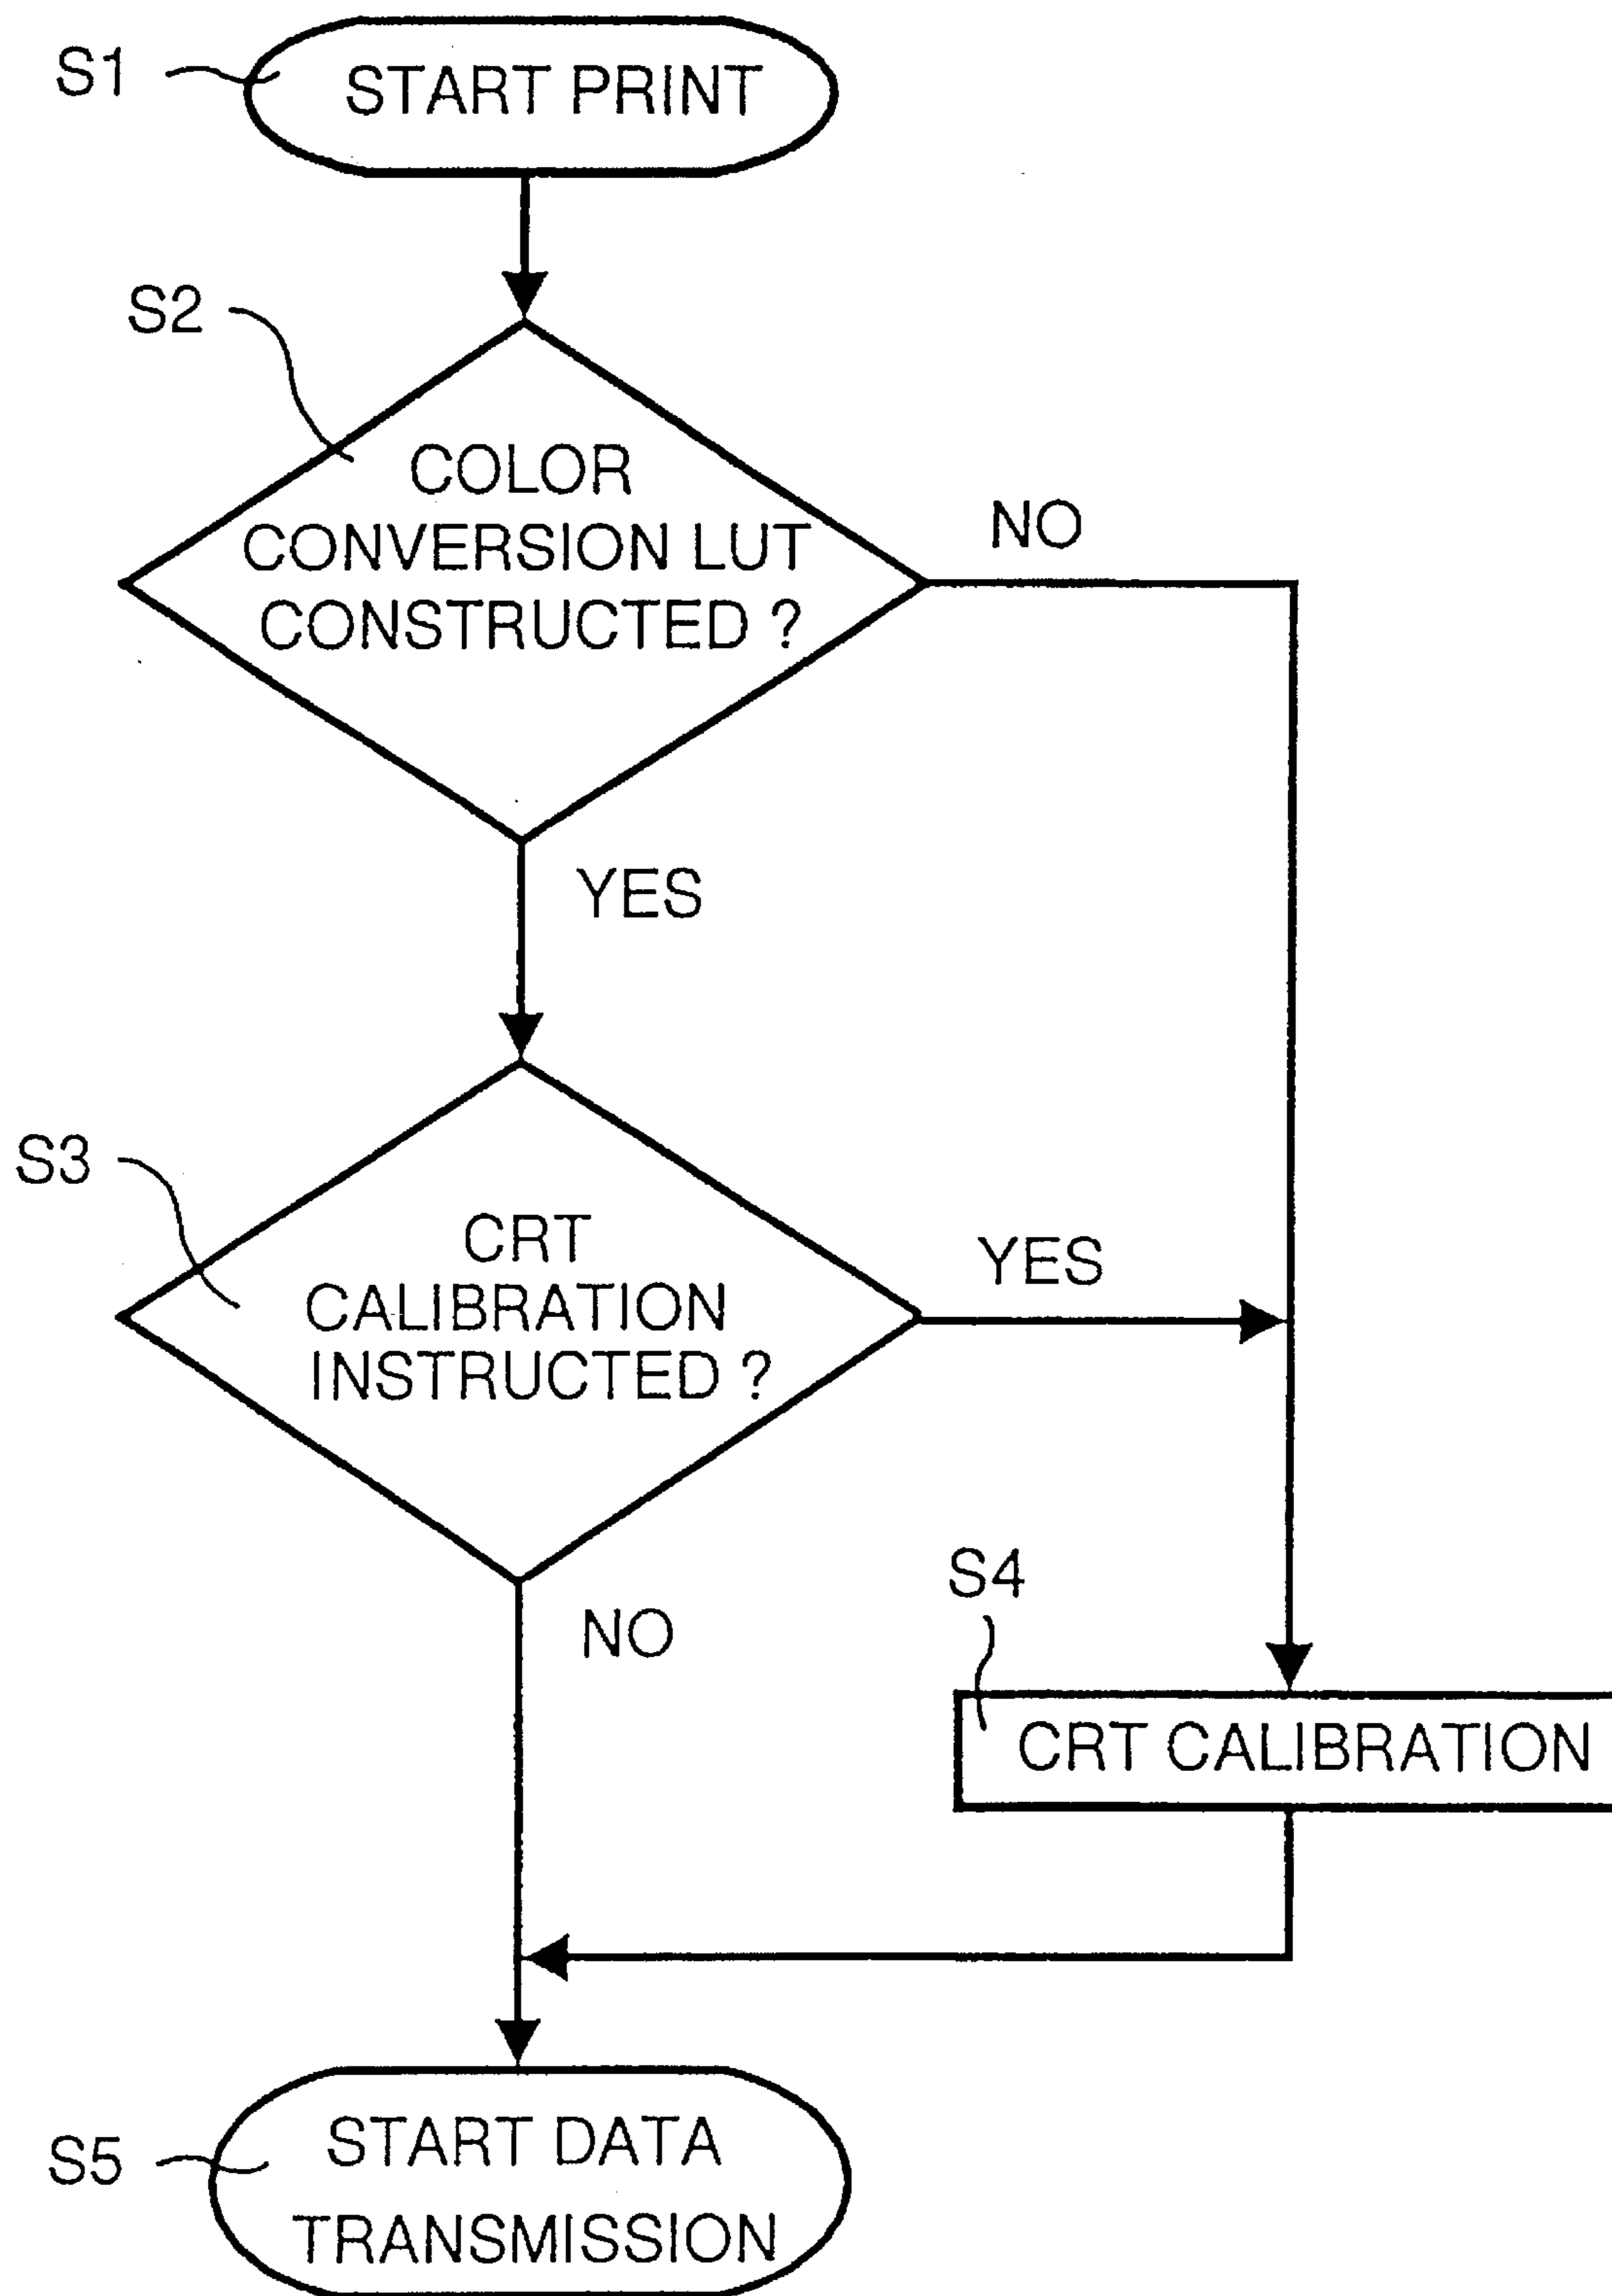 S1
START PRINT
S2
COLOR
CONVERSION LUT
CONSTRUCTED ?
NO
YES
S3
CRT
CALIBRATION
INSTRUCTED ?
YES
NO
S4
CRT CALIBRATION
S5
START DATA
TRANSMISSION